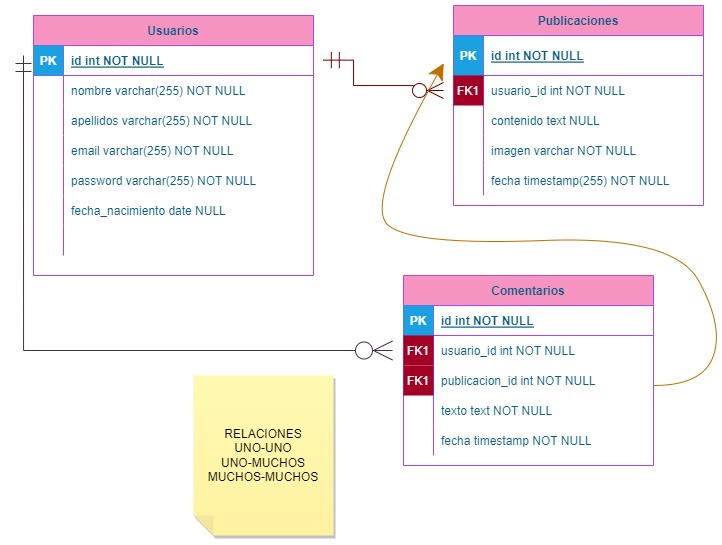 Usuarios
PK id int NOT NULL
nombre varchar(255) NOT NULL
apellidos varchar(255) NOT NULL
email varchar(255) NOT NULL
password varchar(255) NOT NULL
fecha_nacimiento date NULL
Publicaciones
PK id int NOT NULL
FK1 usuario_id int NOT NULL
contenido text NULL
imagen varchar NOT NULL
fecha timestamp(255) NOT NULL
Comentarios
PK id int NOT NULL
FK1 usuario_id int NOT NULL
FK1 publicacion_id int NOT NULL
texto text NOT NULL
fecha timestamp NOT NULL
RELACIONES
UNO-UNO
UNO-MUCHOS
MUCHOS-MUCHOS